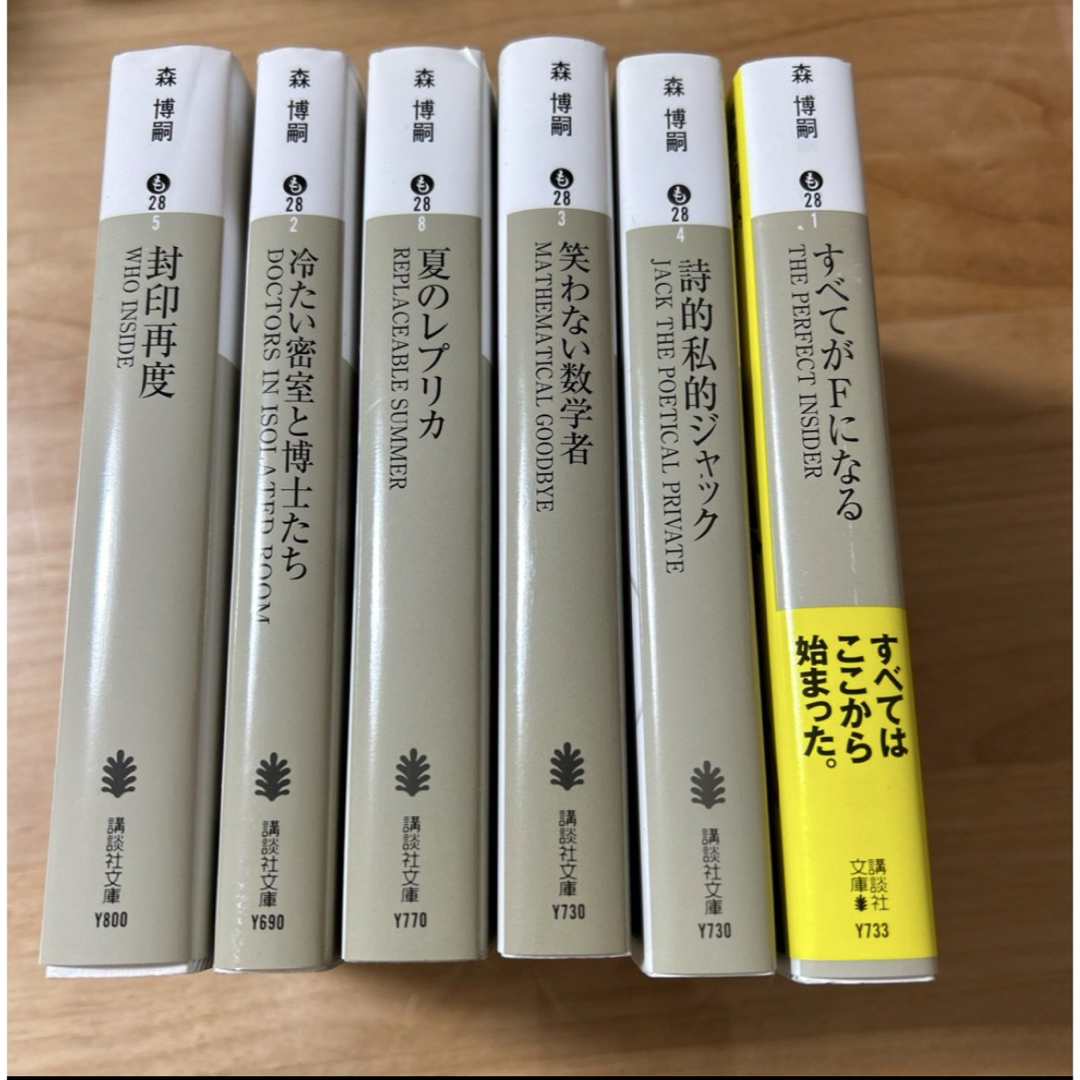 森 博嗣
も
28
5
封印再度
WHO INSIDE
講談社文庫
Y800
森 博嗣
も
28
2
冷たい密室と博士たち
DOCTORS IN ISOLATED ROOM
講談社文庫
Y690
森 博嗣
も
28
8
夏のレプリカ
REPLACEABLE SUMMER
講談社文庫
Y770
森 博嗣
も
28
3
笑わない数学者
MATHEMATICAL GOODBYE
講談社文庫
Y730
森 博嗣
も
28
4
詩的私的ジャック
JACK THE POETICAL PRIVATE
講談社文庫
Y730
森 博嗣
も
28
1
すべてがFになる
THE PERFECT INSIDER
すべては
ここから
始まった。
講談社
文庫
Y733